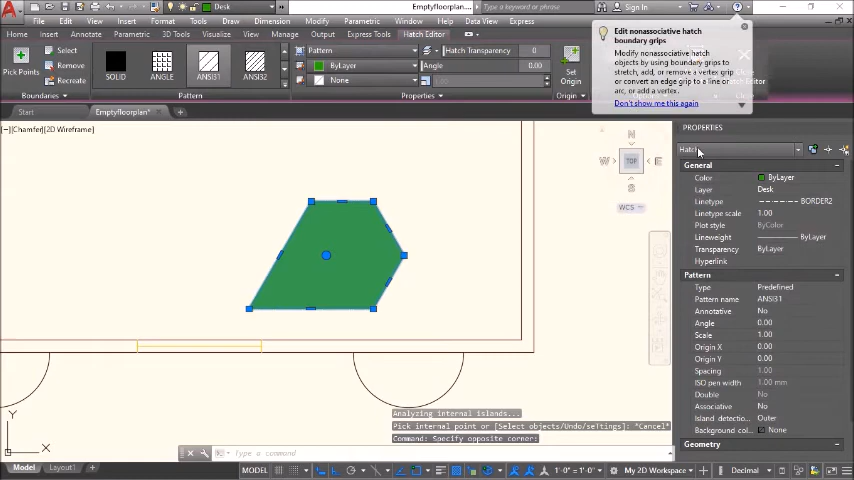 Desk
Emptyfloorplan....
Type a keyword or phrase
Sign In
File Edit View Insert Format Tools Draw Dimension Modify Parametric Window Help Data View Express
Home Insert Annotate Parametric 3D Tools View Manage Output Express Tools Hatch Editor
Pick Points
Select
Remove
Recreate
Boundaries
SOLID
ANGLE
ANSI31
ANSI32
Pattern
Pattern
ByLayer
None
Hatch Transparency 0
Angle 0.00
1.00
Properties
Set Origin
Origin
Edit nonassociative hatch
boundary grips
Modify nonassociative hatch
objects by using boundary grips to
stretch, add, or remove a vertex grip
or convert an edge grip to a line or
arc, or add a vertex.
Don't show me this again
Start
Emptyfloorplan*
[−][Chamfer][2D Wireframe]
N
W
TOP
E
S
WCS
PROPERTIES
Hatch
General
Color ByLayer
Layer Desk
Linetype BORDER2
Linetype scale 1.00
Plot style ByColor
Lineweight ByLayer
Transparency ByLayer
Hyperlink
Pattern
Type Predefined
Pattern name ANSI31
Annotative No
Angle 0.00
Scale 1.00
Origin X 0.00
Origin Y 0.00
Spacing 1.00
ISO pen width 1.00 mm
Double No
Associative No
Island detectio... Outer
Background col... None
Geometry
Analyzing internal islands...
Pick internal point or [Select objects/Undo/seTtings]: *Cancel*
Command: Specify opposite corner:
Type a command
Y
X
Model Layout1 +
MODEL
1'-0" = 1'-0"
My 2D Workspace
Decimal